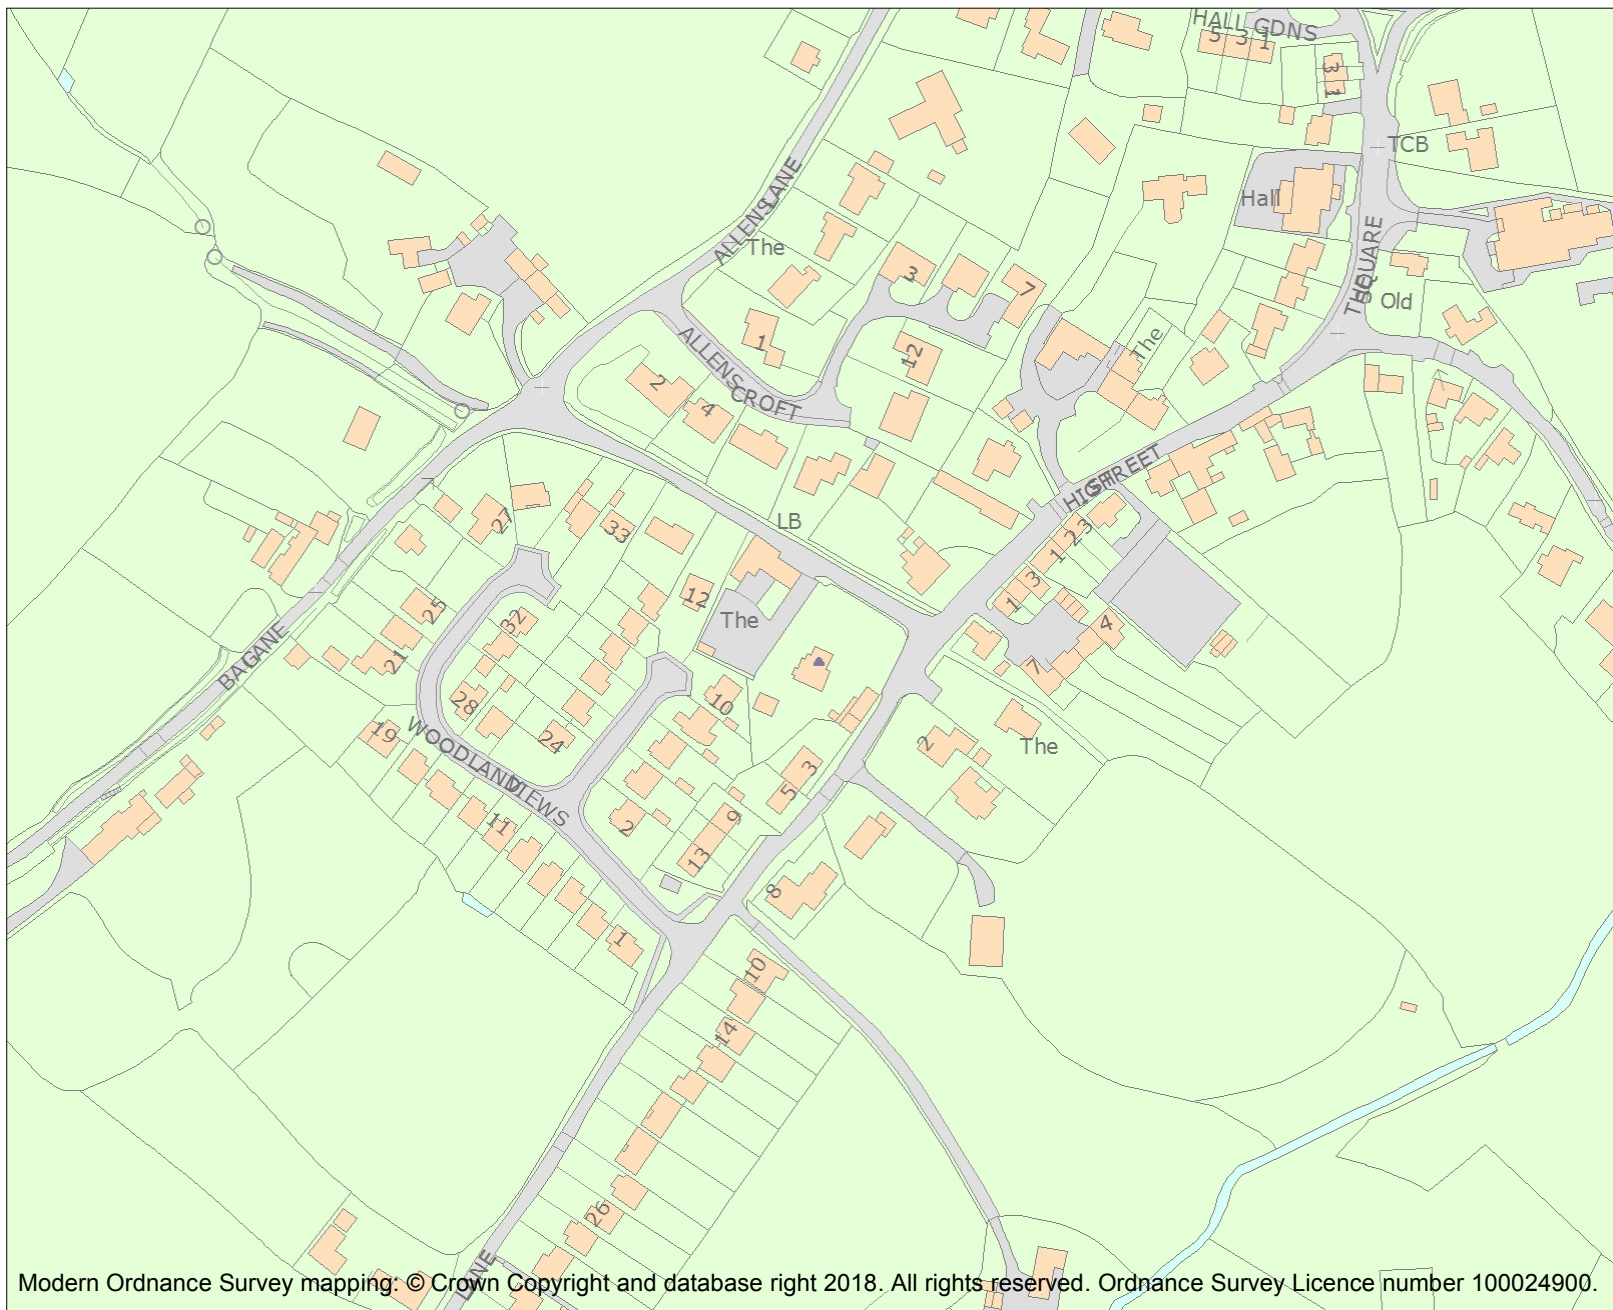 HALL GDNS
5 3 1
3
1
TCB
ALLENS LANE
Hall
The
3
7
THE SQUARE
Old
1
The
ALLENS CROFT
12
2
4
HIGH STREET
27
33
LB
1 2 3
1 3
25
32
12
The
4
21
7
BAG LANE
28
10
19
24
WOODLAND VIEWS
2
The
3
5
11
2
9
13
8
1
10
14
26
LANE
Modern Ordnance Survey mapping: © Crown Copyright and database right 2018. All rights reserved. Ordnance Survey Licence number 100024900.